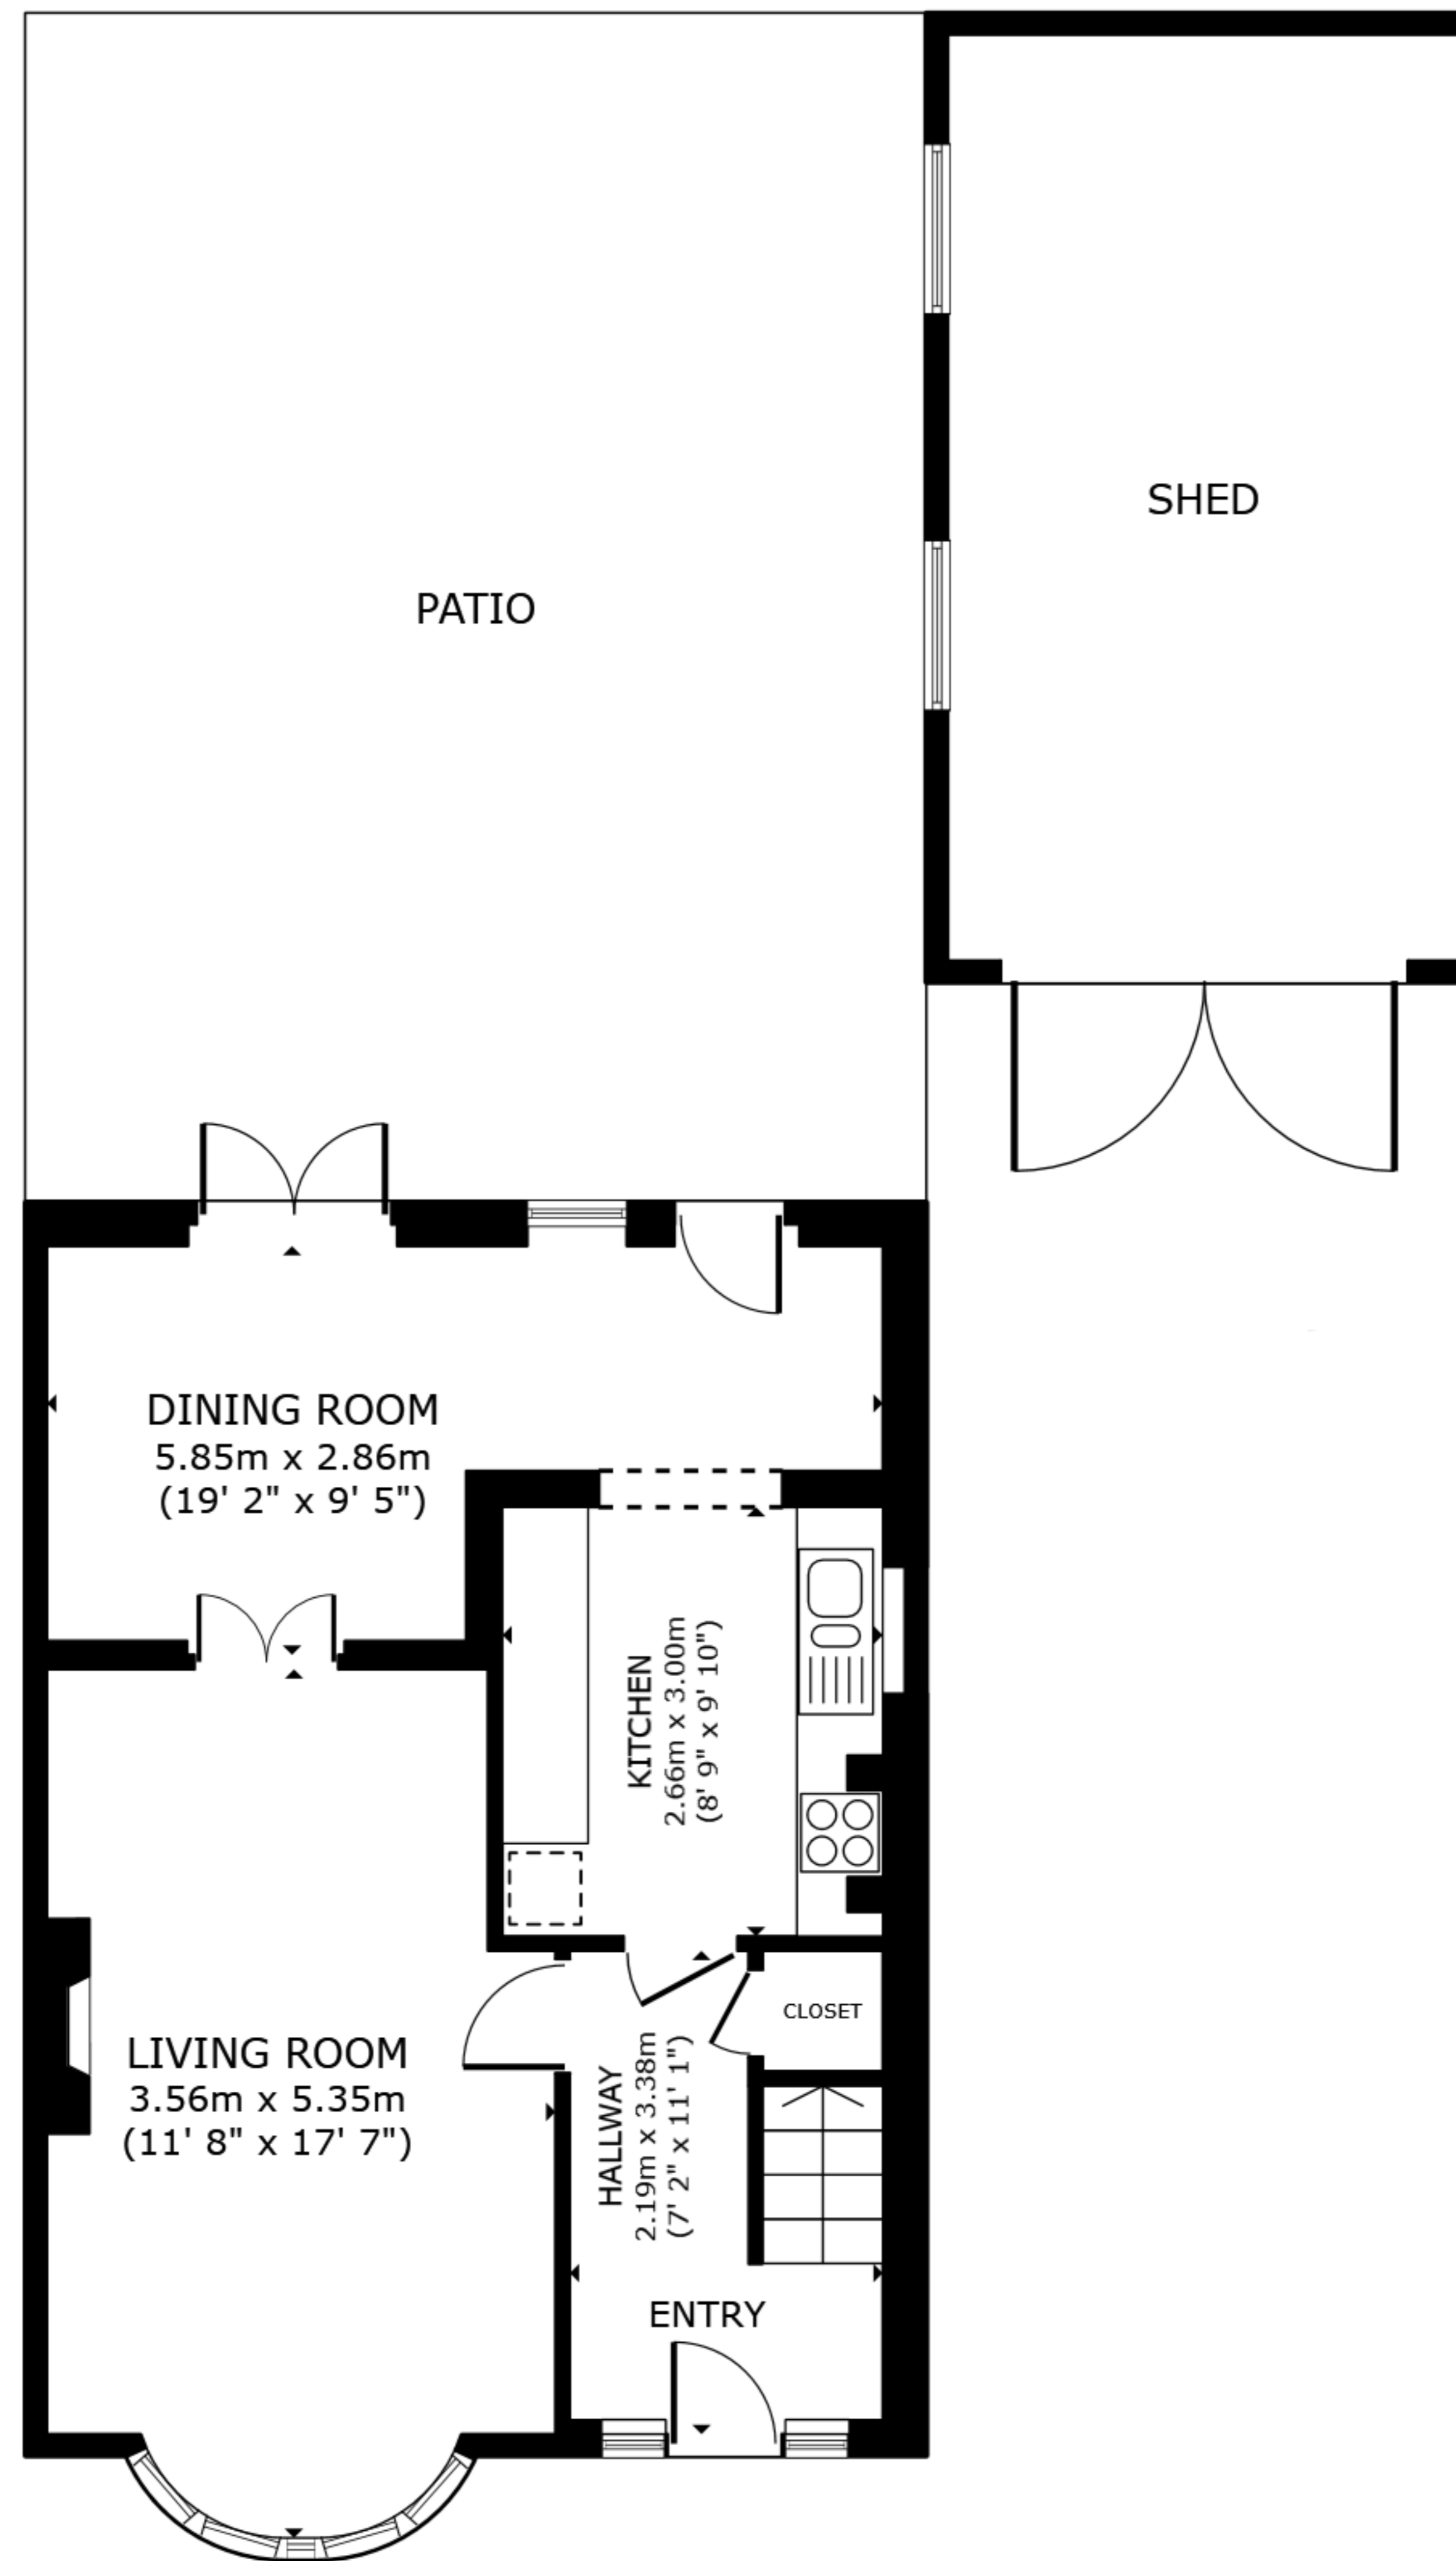 SHED
PATIO
DINING ROOM
5.85m x 2.86m
(19' 2" x 9' 5")
KITCHEN
2.66m x 3.00m
(8' 9" x 9' 10")
CLOSET
LIVING ROOM
3.56m x 5.35m
(11' 8" x 17' 7")
HALLWAY
2.19m x 3.38m
(7' 2" x 11' 1")
ENTRY